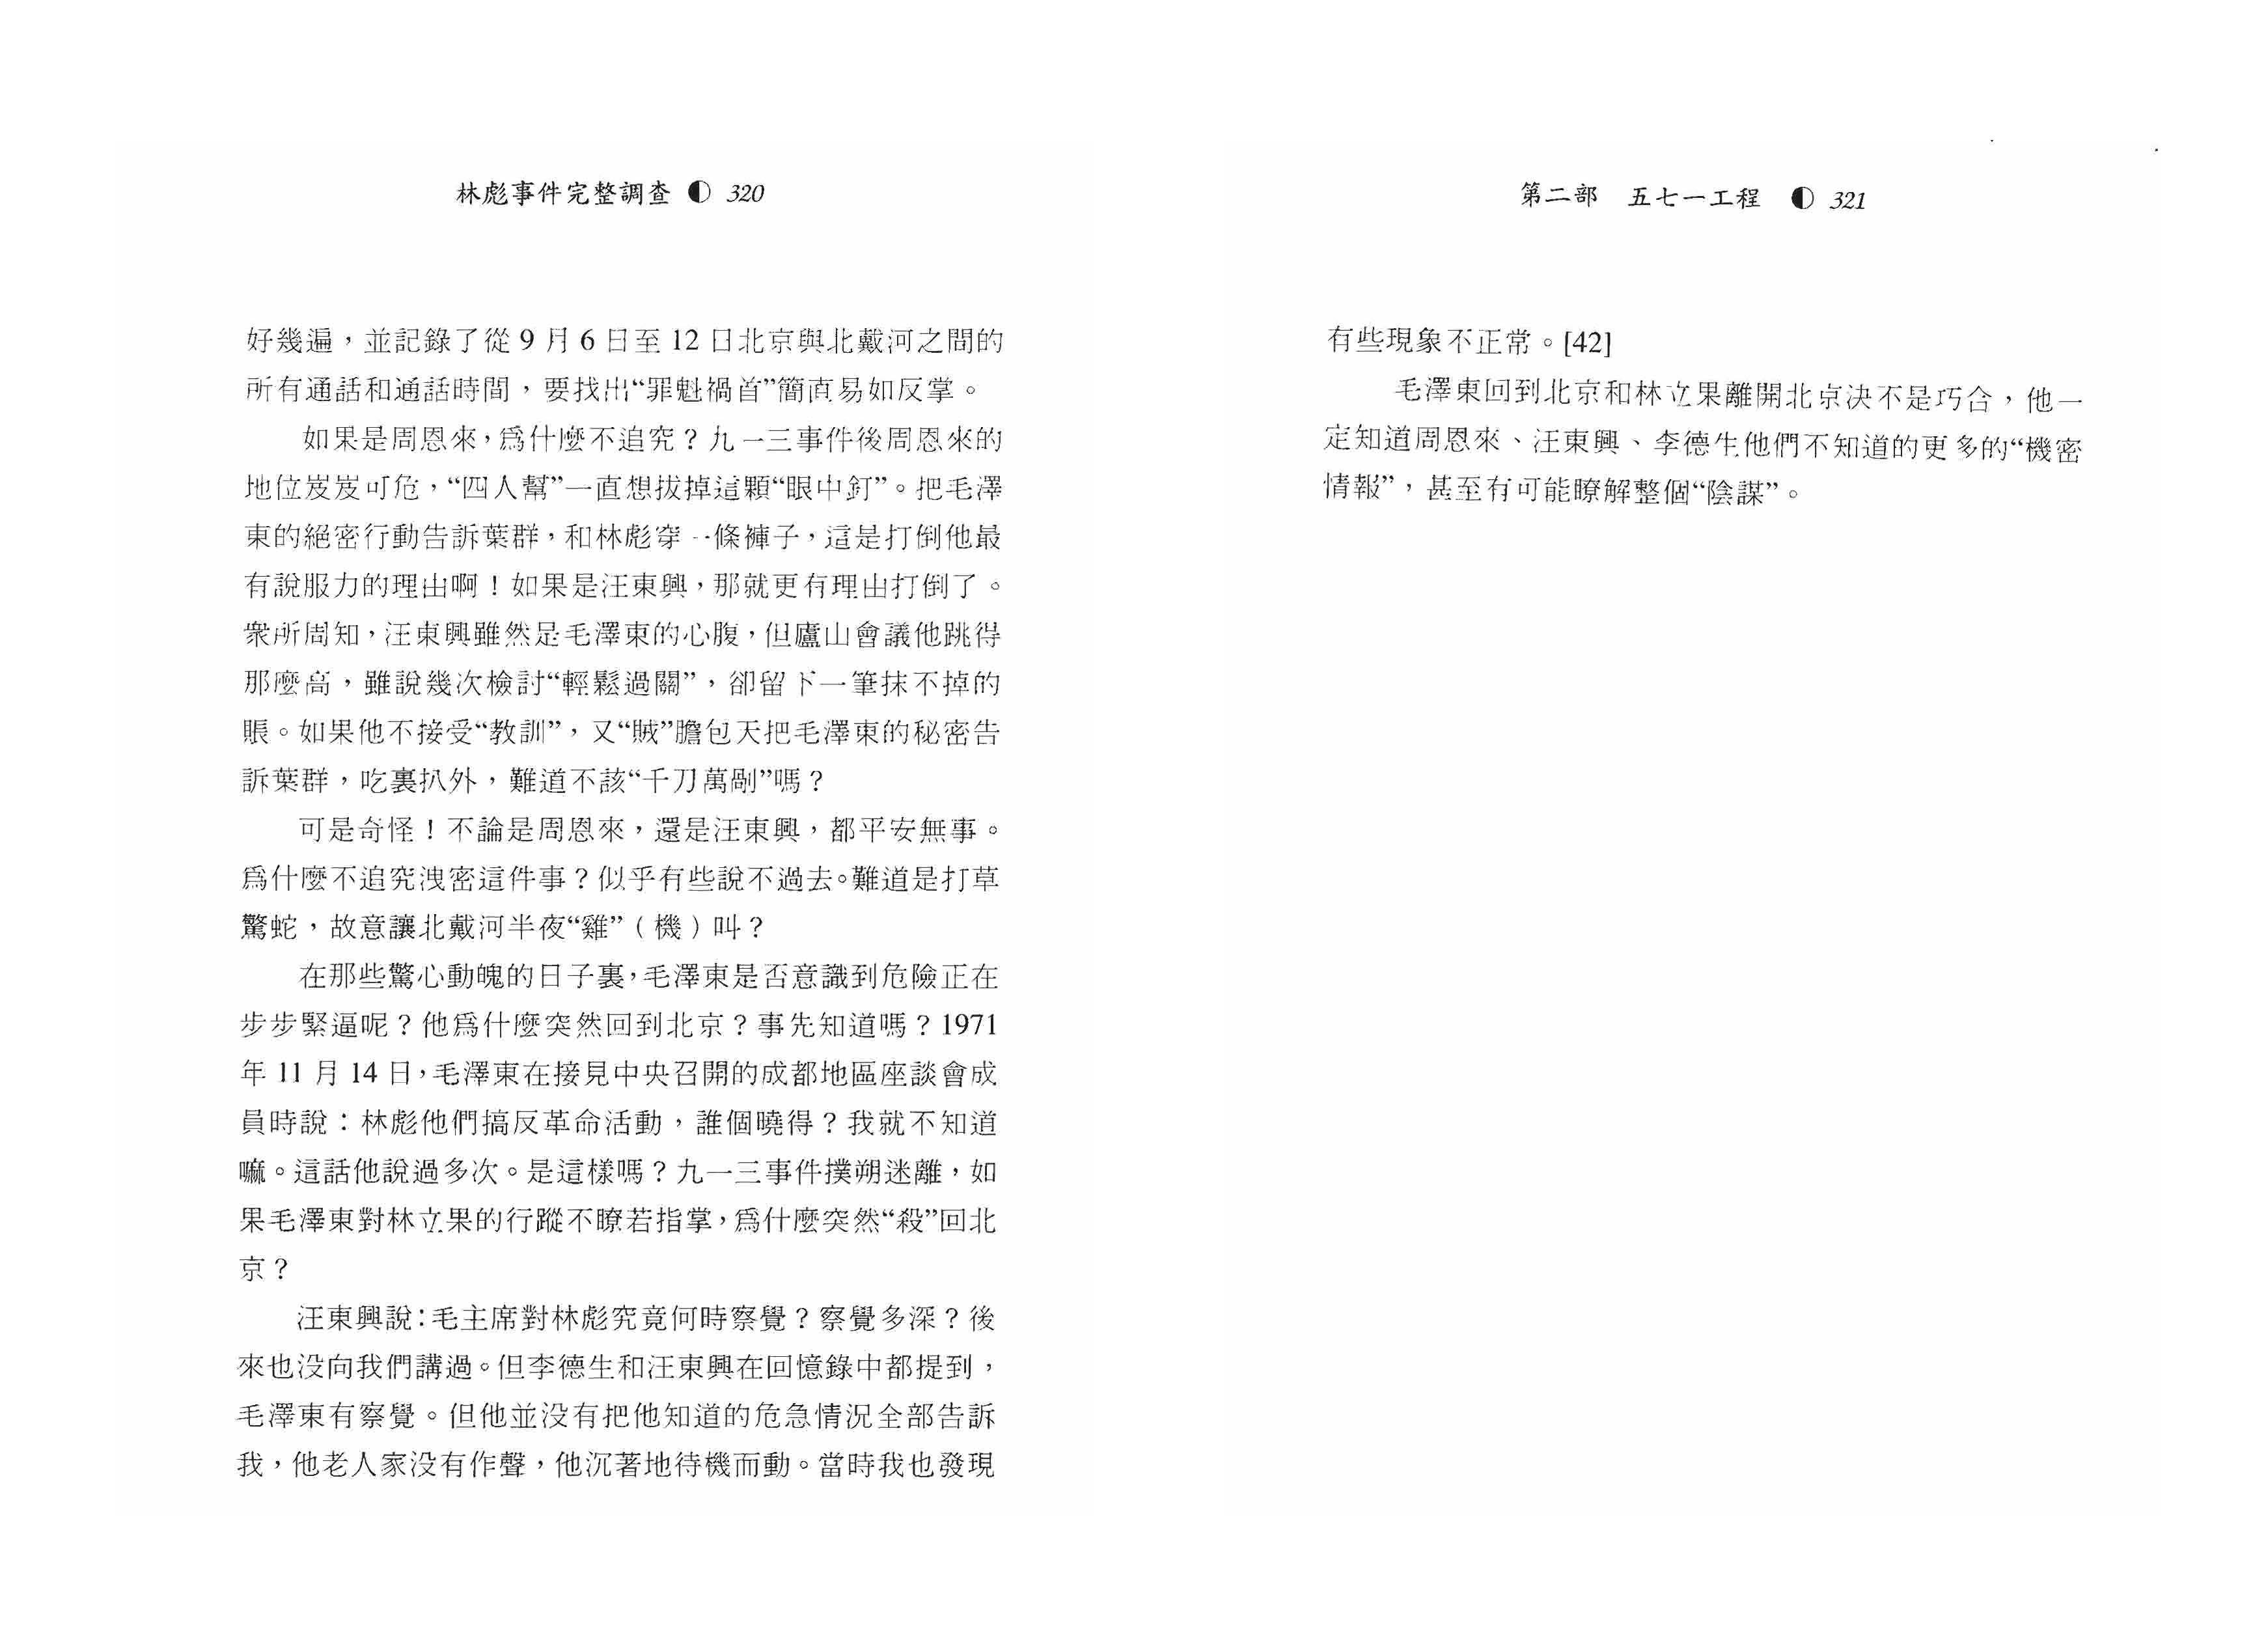 林彪事件完整調查 ◐ 320
好幾遍，並記錄了從 9 月 6 日至 12 日北京與北戴河之間的
所有通話和通話時間，要找出“罪魁禍首”簡直易如反掌。
如果是周恩來，爲什麼不追究？九一三事件後周恩來的
地位岌岌可危，“四人幫”一直想拔掉這顆“眼中釘”。把毛澤
東的絕密行動告訴葉群，和林彪穿一條褲子，這是打倒他最
有說服力的理由啊！如果是汪東興，那就更有理由打倒了。
衆所周知，汪東興雖然是毛澤東的心腹，但廬山會議他跳得
那麼高，雖說幾次檢討“輕鬆過關”，卻留下一筆抹不掉的
賬。如果他不接受“教訓”，又“賊”膽包天把毛澤東的秘密告
訴葉群，吃裏扒外，難道不該“千刀萬剮”嗎？
可是奇怪！不論是周恩來，還是汪東興，都平安無事。
爲什麼不追究洩密這件事？似乎有些說不過去。難道是打草
驚蛇，故意讓北戴河半夜“雞”（機）叫？
在那些驚心動魄的日子裏，毛澤東是否意識到危險正在
步步緊逼呢？他爲什麼突然回到北京？事先知道嗎？1971
年 11 月 14 日，毛澤東在接見中央召開的成都地區座談會成
員時說：林彪他們搞反革命活動，誰個曉得？我就不知道
嘛。這話他說過多次。是這樣嗎？九一三事件撲朔迷離，如
果毛澤東對林立果的行蹤不瞭若指掌，爲什麼突然“殺”回北
京？
汪東興說：毛主席對林彪究竟何時察覺？察覺多深？後
來也没向我們講過。但李德生和汪東興在回憶錄中都提到，
毛澤東有察覺。但他並没有把他知道的危急情況全部告訴
我，他老人家没有作聲，他沉著地待機而動。當時我也發現
第二部　五七一工程 ◐ 321
有些現象不正常。[42]
毛澤東回到北京和林立果離開北京决不是巧合，他一
定知道周恩來、汪東興、李德生他們不知道的更多的“機密
情報”，甚至有可能瞭解整個“陰謀”。